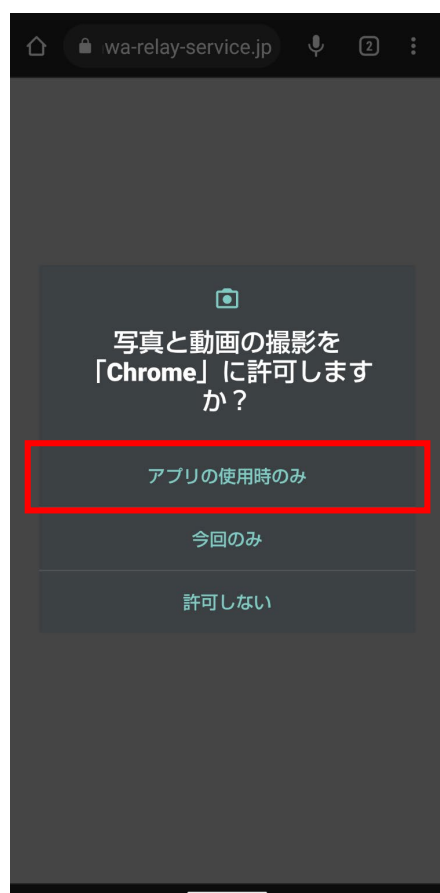 wa-relay-service.jp
2
写真と動画の撮影を
「Chrome」に許可します
か？
アプリの使用時のみ
今回のみ
許可しない